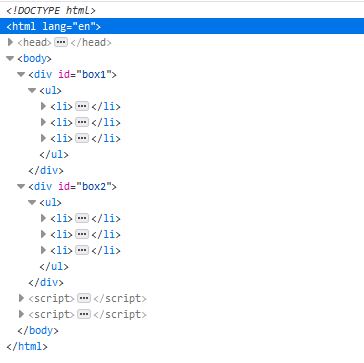 <!DOCTYPE html>
<html lang="en">
<head> ••• </head>
<body>
<div id="box1">
<ul>
<li> ••• </li>
<li> ••• </li>
<li> ••• </li>
</ul>
</div>
<div id="box2">
<ul>
<li> ••• </li>
<li> ••• </li>
<li> ••• </li>
</ul>
</div>
<script> ••• </script>
<script> ••• </script>
</body>
</html>